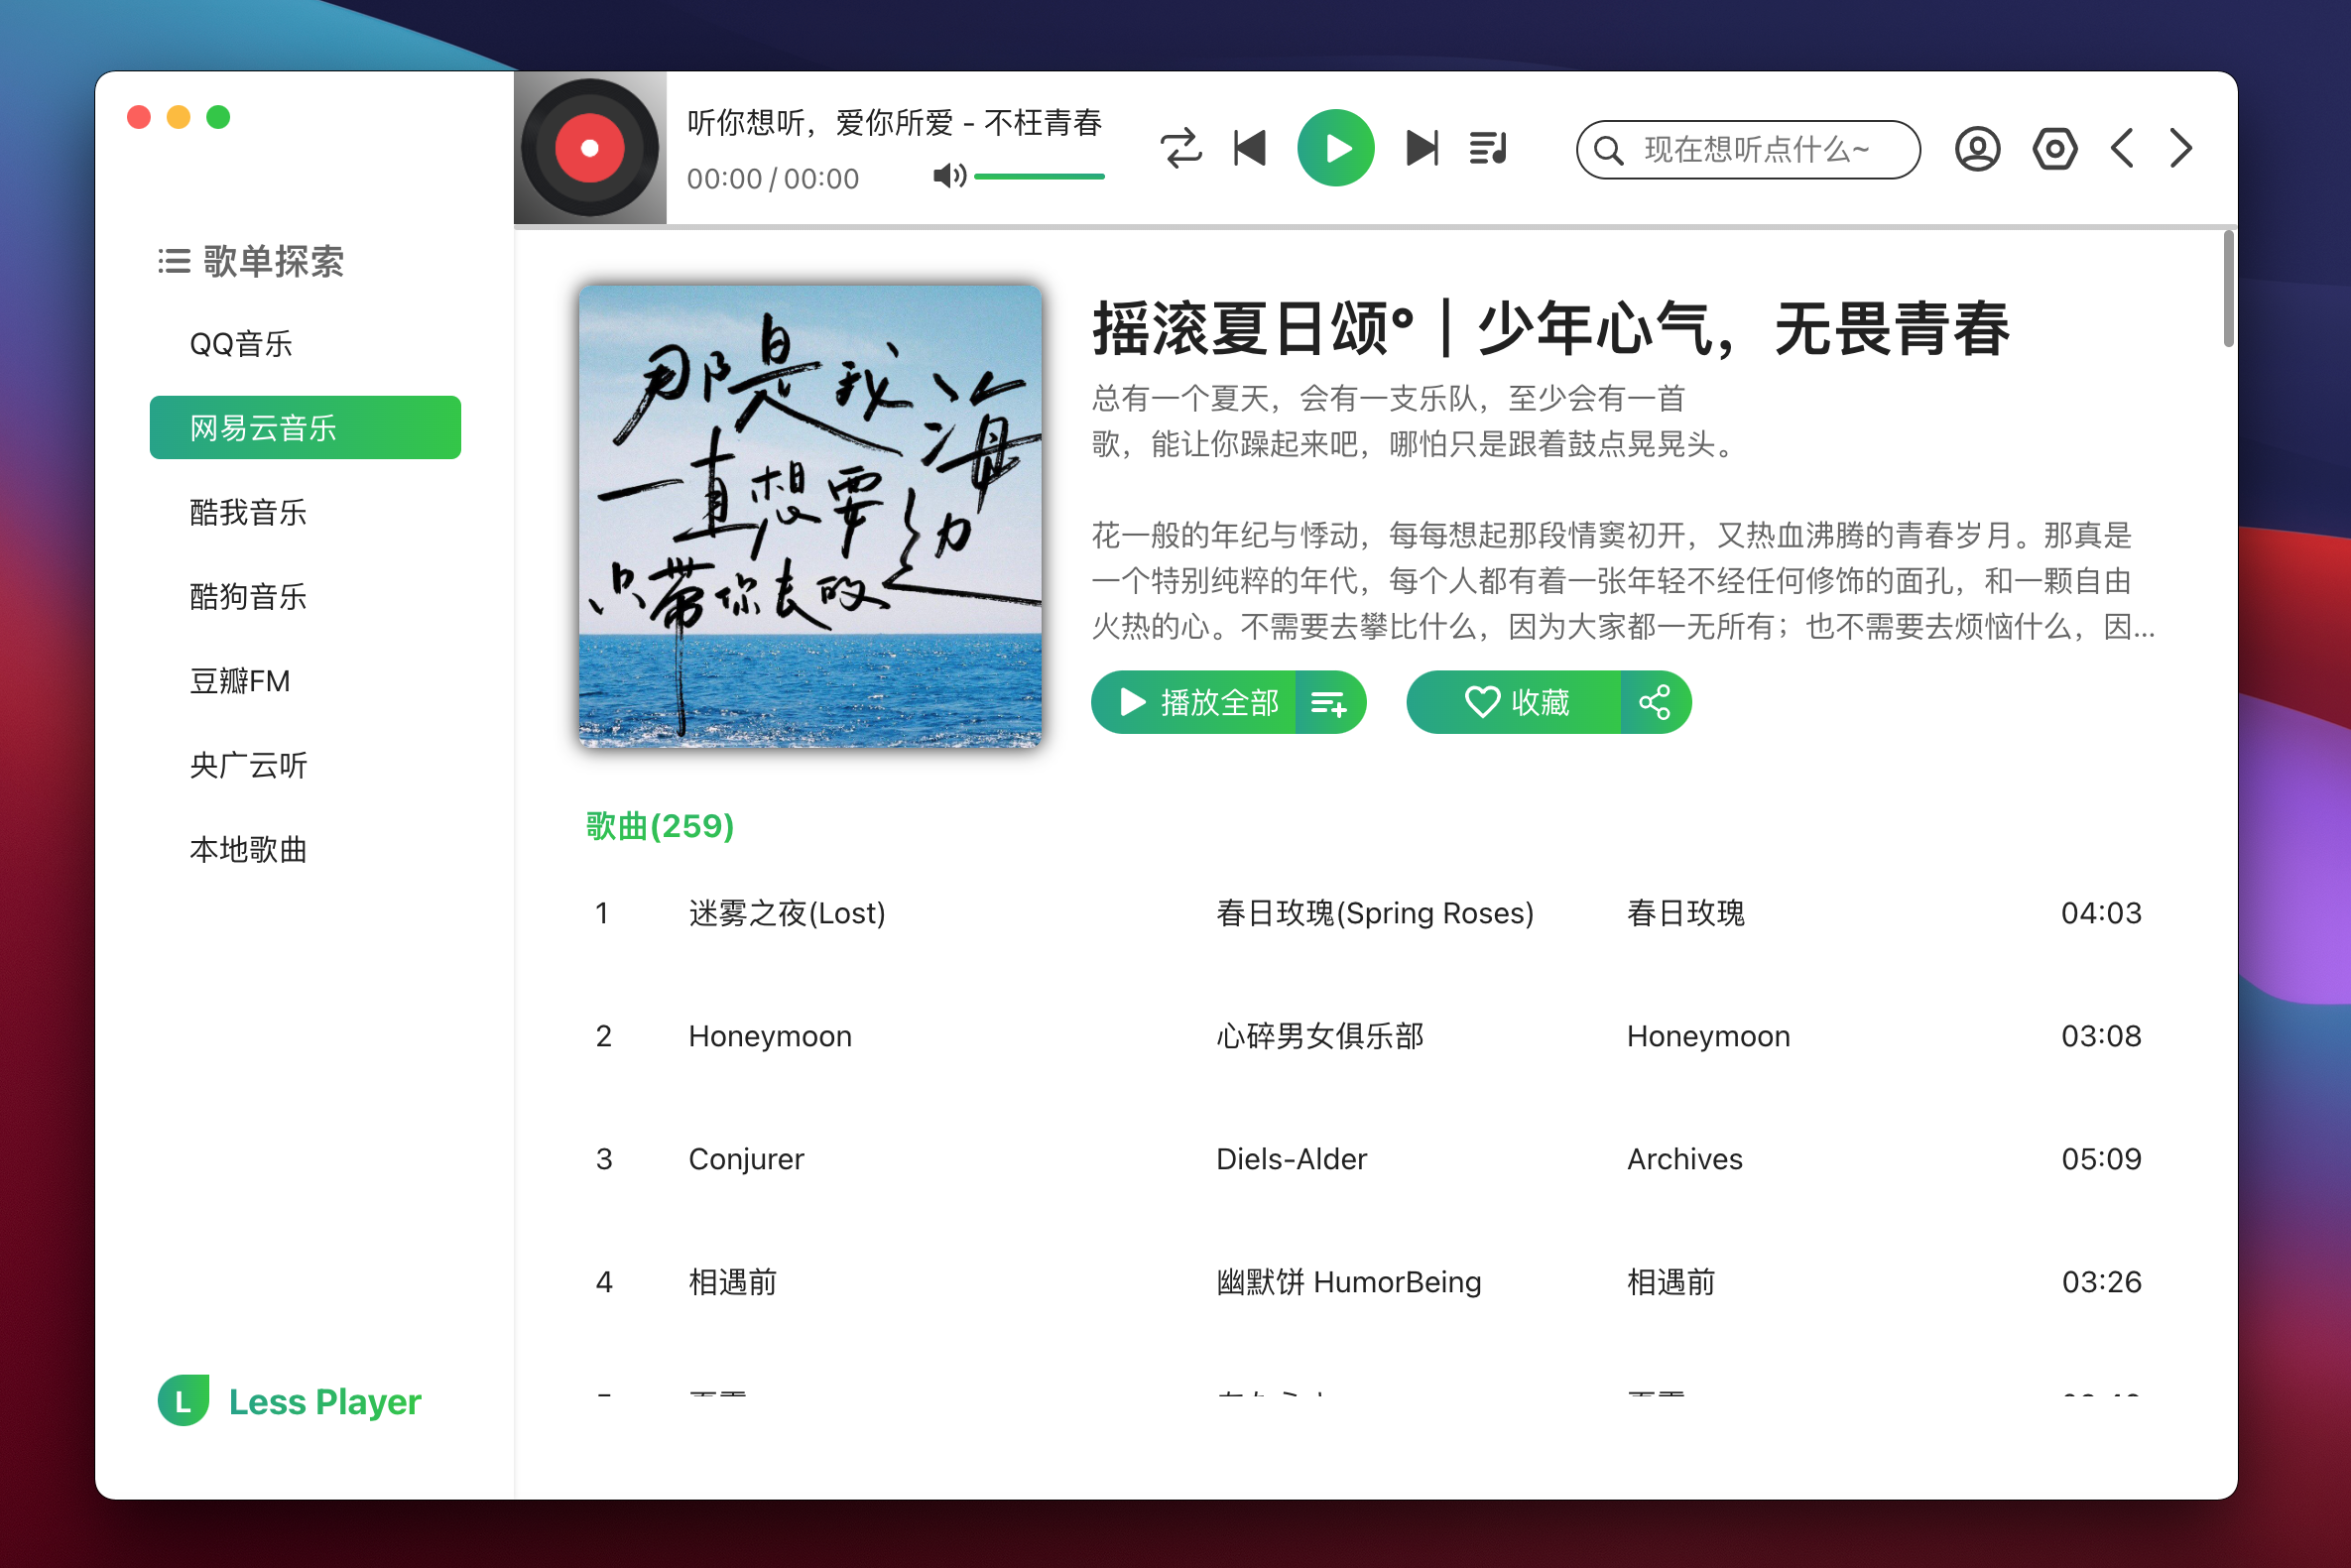 听你想听，爱你所爱 - 不枉青春
00:00 / 00:00
现在想听点什么~
歌单探索
QQ音乐
网易云音乐
酷我音乐
酷狗音乐
豆瓣FM
央广云听
本地歌曲
L Less Player
那是我
一直想要
只带你去的
海边
摇滚夏日颂°｜少年心气，无畏青春
总有一个夏天，会有一支乐队，至少会有一首
歌，能让你躁起来吧，哪怕只是跟着鼓点晃晃头。
花一般的年纪与悸动，每每想起那段情窦初开，又热血沸腾的青春岁月。那真是
一个特别纯粹的年代，每个人都有着一张年轻不经任何修饰的面孔，和一颗自由
火热的心。不需要去攀比什么，因为大家都一无所有；也不需要去烦恼什么，因...
播放全部
收藏
歌曲(259)
1 迷雾之夜(Lost) 春日玫瑰(Spring Roses) 春日玫瑰 04:03
2 Honeymoon 心碎男女俱乐部 Honeymoon 03:08
3 Conjurer Diels-Alder Archives 05:09
4 相遇前 幽默饼 HumorBeing 相遇前 03:26